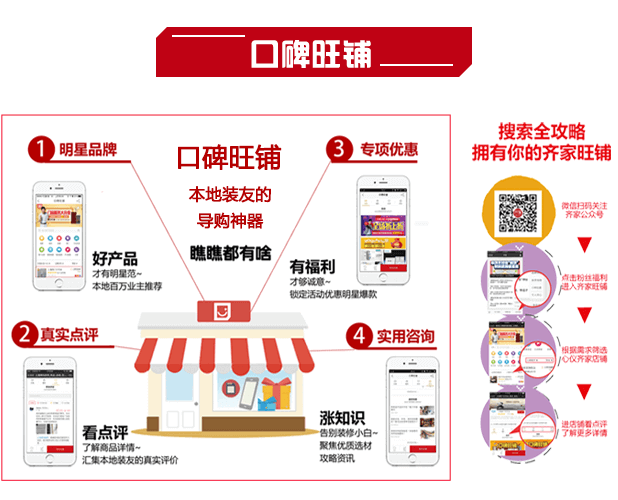 口碑旺铺
1 明星品牌
好产品
才有明星范~
本地百万业主推荐
口碑旺铺
本地装友的
导购神器
瞧瞧都有啥
3 专项优惠
有福利
才够诚意~
锁定活动优惠明星爆款
2 真实点评
看点评
了解商品详情~
汇集本地装友的真实评价
4 实用咨询
涨知识
告别装修小白~
聚焦优质选材
攻略资讯
搜索全攻略
拥有你的齐家旺铺
微信扫码关注
齐家公众号
点击粉丝福利
进入齐家旺铺
根据需求筛选
心仪齐家店铺
进店铺看点评
了解更多详情